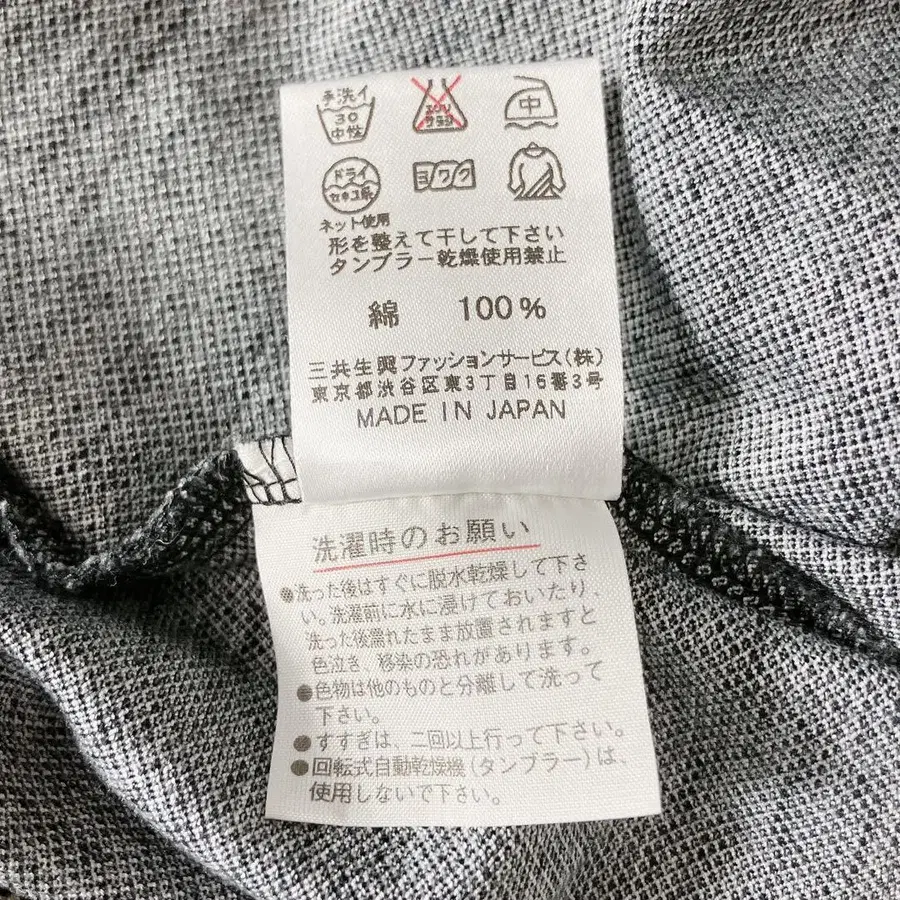 手洗イ
30
中性
エンソ
サラシ
中
ドライ
セキユ系
ヨワク
ネット使用
形を整えて干して下さい
タンブラー乾燥使用禁止
綿 100%
三共生興ファッションサービス(株)
東京都渋谷区東3丁目16番3号
MADE IN JAPAN
洗濯時のお願い
●洗った後はすぐに脱水乾燥して下さ
い。洗濯前に水に浸けておいたり、
洗った後濡れたまま放置されますと
色泣き、移染の恐れがあります。
●色物は他のものと分離して洗って
下さい。
●すすぎは、二回以上行って下さい。
●回転式自動乾燥機(タンブラー)は、
使用しないで下さい。